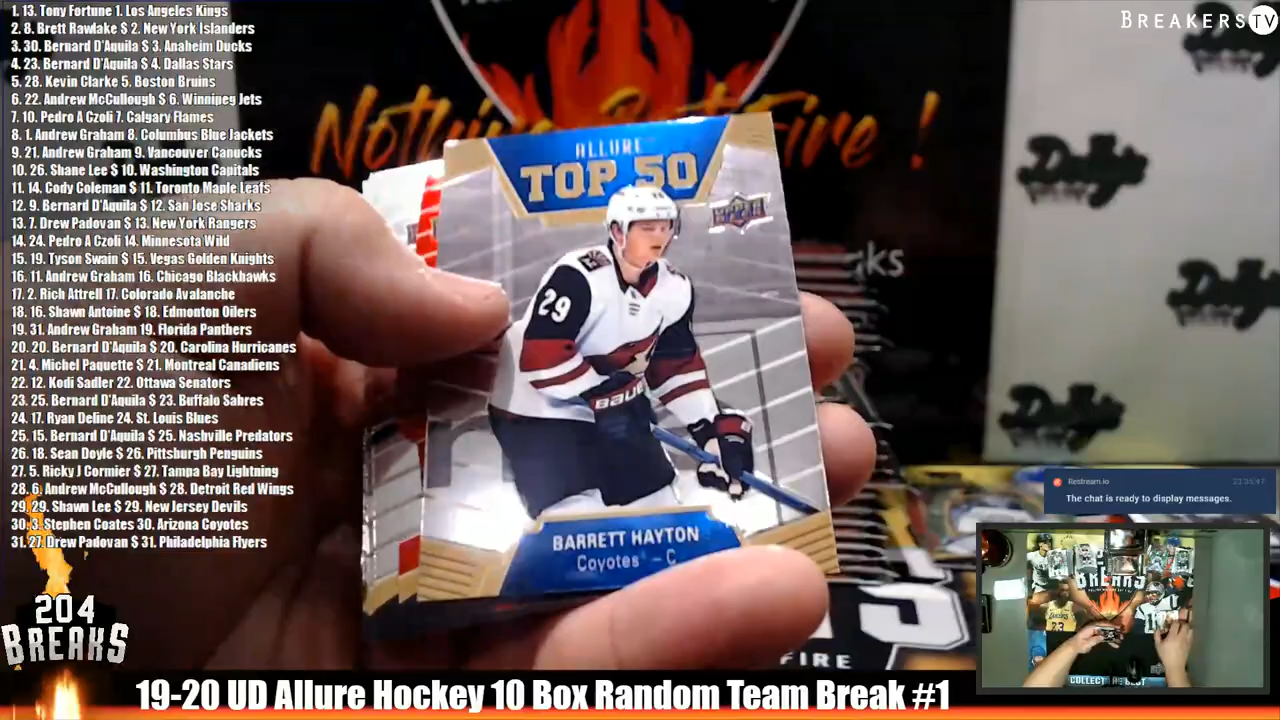 1. 13. Tony Fortune 1. Los Angeles Kings
2. 8. Brett Rawlake $ 2. New York Islanders
3. 30. Bernard D'Aquila $ 3. Anaheim Ducks
4. 23. Bernard D'Aquila $ 4. Dallas Stars
5. 28. Kevin Clarke 5. Boston Bruins
6. 22. Andrew McCullough $ 6. Winnipeg Jets
7. 10. Pedro A Czoli 7. Calgary Flames
8. 1. Andrew Graham 8. Columbus Blue Jackets
9. 21. Andrew Graham 9. Vancouver Canucks
10. 26. Shane Lee $ 10. Washington Capitals
11. 14. Cody Coleman $ 11. Toronto Maple Leafs
12. 9. Bernard D'Aquila $ 12. San Jose Sharks
13. 7. Drew Padovan $ 13. New York Rangers
14. 24. Pedro A Czoli 14. Minnesota Wild
15. 19. Tyson Swain $ 15. Vegas Golden Knights
16. 11. Andrew Graham 16. Chicago Blackhawks
17. 2. Rich Attrell 17. Colorado Avalanche
18. 16. Shawn Antoine $ 18. Edmonton Oilers
19. 31. Andrew Graham 19. Florida Panthers
20. 20. Bernard D'Aquila $ 20. Carolina Hurricanes
21. 4. Michel Paquette $ 21. Montreal Canadiens
22. 12. Kodi Sadler 22. Ottawa Senators
23. 25. Bernard D'Aquila $ 23. Buffalo Sabres
24. 17. Ryan Deline 24. St. Louis Blues
25. 15. Bernard D'Aquila $ 25. Nashville Predators
26. 18. Sean Doyle $ 26. Pittsburgh Penguins
27. 5. Ricky J Cormier $ 27. Tampa Bay Lightning
28. 6. Andrew McCullough $ 28. Detroit Red Wings
29. 29. Shawn Lee $ 29. New Jersey Devils
30. 3. Stephen Coates 30. Arizona Coyotes
31. 27. Drew Padovan $ 31. Philadelphia Flyers
BREAKERSTV
Fire !
ALLURE
TOP 50
UPPER DECK
29
BAUER
BARRETT HAYTON
Coyotes - C
Dolly's
Dolly's
Dolly's
FIRE
Restream.io
The chat is ready to display messages.
BREAKS
23
204
BREAKS
19-20 UD Allure Hockey 10 Box Random Team Break #1